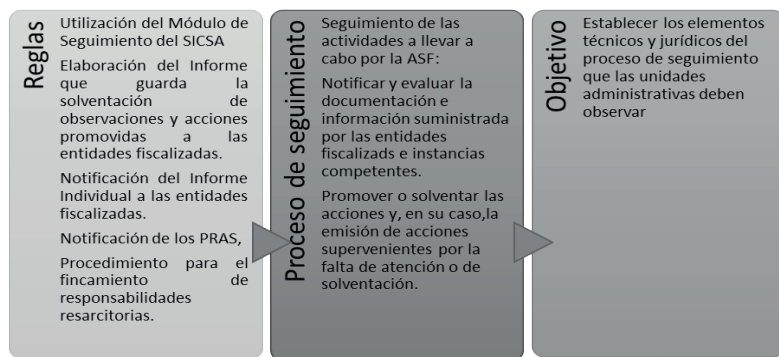 Reglas
Utilización del Módulo de
Seguimiento del SICSA
Elaboración del Informe
que guarda la
solventación de
observaciones y acciones
promovidas a las
entidades fiscalizadas.
Notificación del Informe
Individual a las entidades
fiscalizadas.
Notificación de los PRAS,
Procedimiento para el
fincamiento de
responsabilidades
resarcitorias.
Proceso de seguimiento
Seguimiento de las
actividades a llevar a
cabo por la ASF:
Notificar y evaluar la
documentación e
información suministrada
por las entidades
fiscalizads e instancias
competentes.
Promover o solventar las
acciones y, en su caso,la
emisión de acciones
supervenientes por la
falta de atención o de
solventación.
Objetivo
Establecer los elementos
técnicos y jurídicos del
proceso de seguimiento
que las unidades
administrativas deben
observar